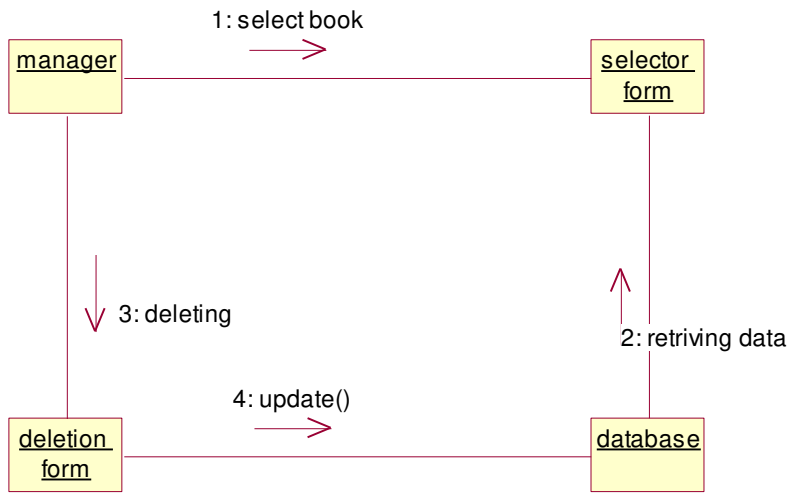 1: select book
manager
selector
form
3: deleting
2: retriving data
4: update()
deletion
form
database